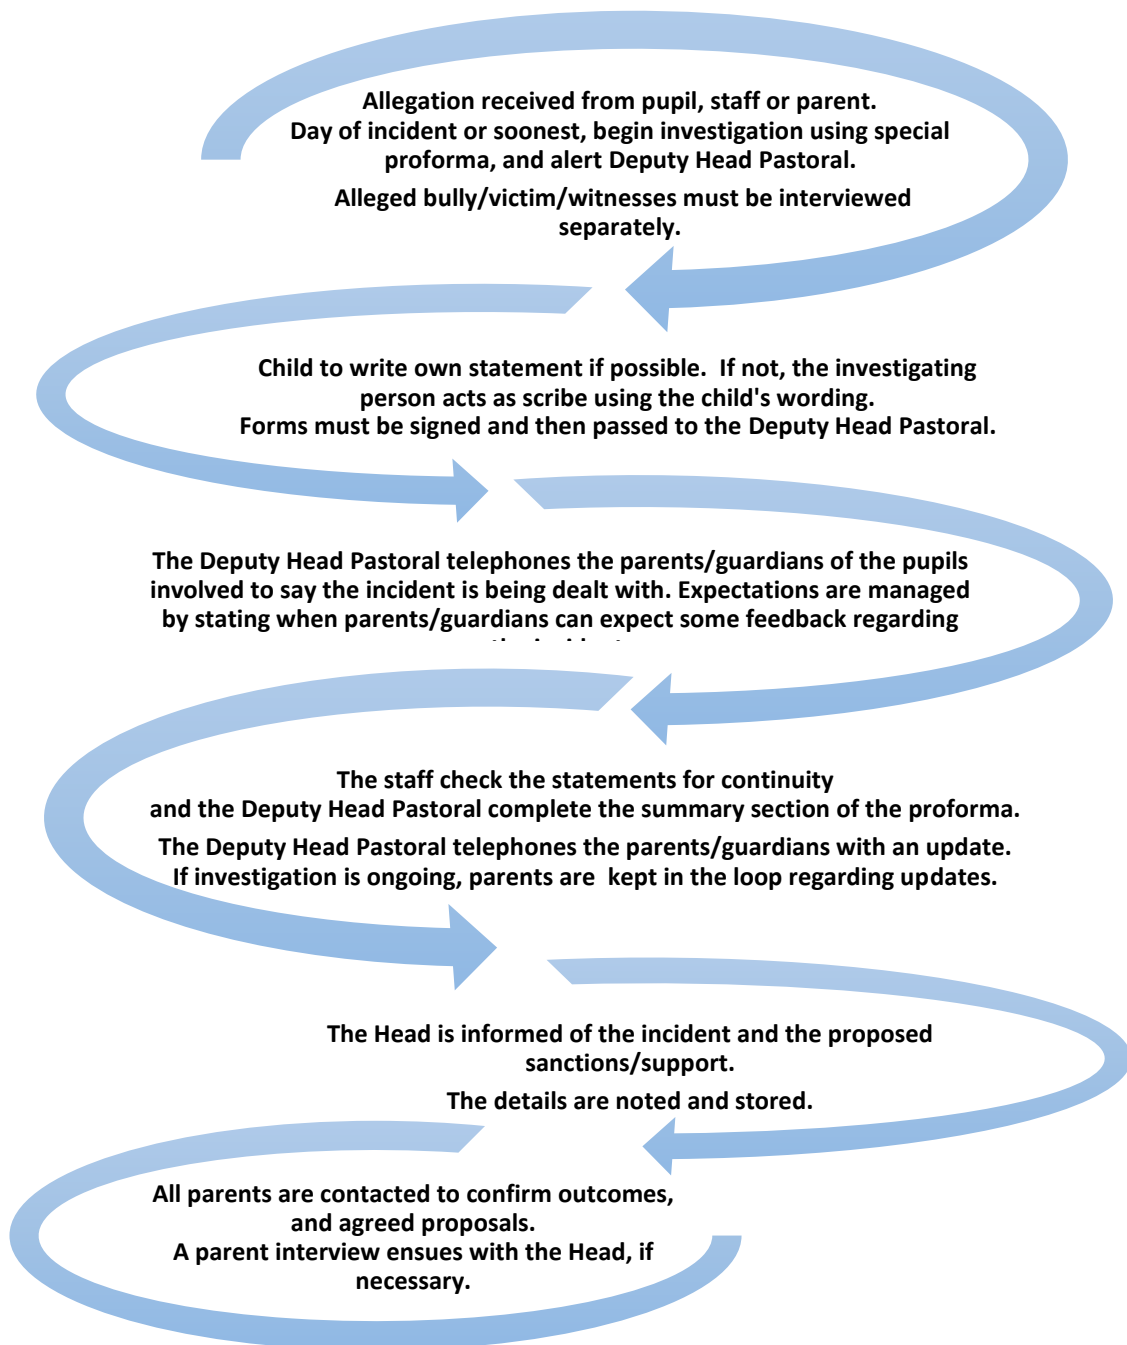 Allegation received from pupil, staff or parent.
Day of incident or soonest, begin investigation using special
proforma, and alert Deputy Head Pastoral.
Alleged bully/victim/witnesses must be interviewed
separately.
Child to write own statement if possible.  If not, the investigating
person acts as scribe using the child's wording.
Forms must be signed and then passed to the Deputy Head Pastoral.
The Deputy Head Pastoral telephones the parents/guardians of the pupils
involved to say the incident is being dealt with. Expectations are managed
by stating when parents/guardians can expect some feedback regarding
The staff check the statements for continuity
and the Deputy Head Pastoral complete the summary section of the proforma.
The Deputy Head Pastoral telephones the parents/guardians with an update.
If investigation is ongoing, parents are  kept in the loop regarding updates.
The Head is informed of the incident and the proposed
sanctions/support.
The details are noted and stored.
All parents are contacted to confirm outcomes,
and agreed proposals.
A parent interview ensues with the Head, if
necessary.